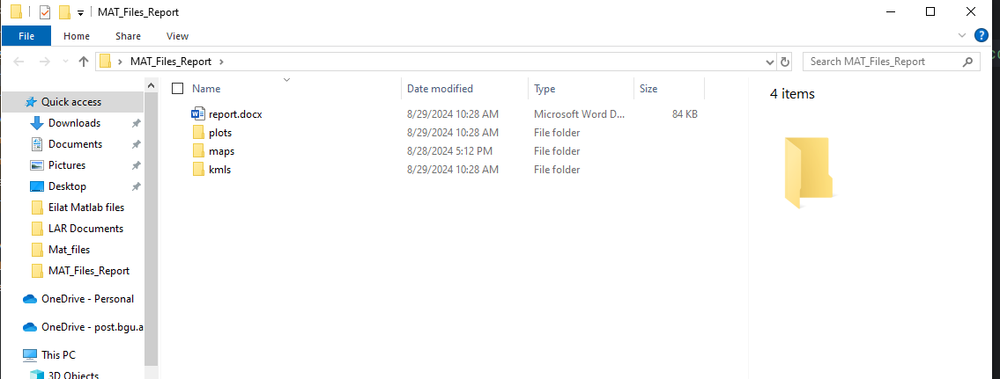 MAT_Files_Report
File Home Share View
MAT_Files_Report
Search MAT_Files_Report
Name Date modified Type Size
report.docx 8/29/2024 10:28 AM Microsoft Word D... 84 KB
plots 8/29/2024 10:28 AM File folder
maps 8/28/2024 5:12 PM File folder
kmls 8/29/2024 10:28 AM File folder
4 items
Quick access
Downloads
Documents
Pictures
Desktop
Eilat Matlab files
LAR Documents
Mat_files
MAT_Files_Report
OneDrive - Personal
OneDrive - post.bgu.a
This PC
3D Objects